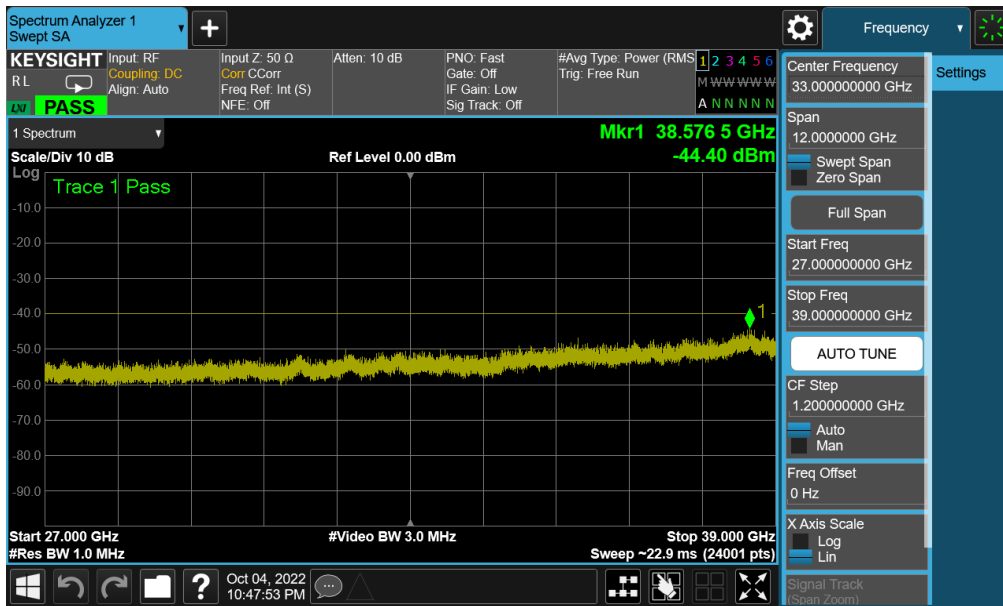 Spectrum Analyzer 1
Swept SA
Frequency
KEYSIGHT
R L
LXI
PASS
Input: RF
Coupling: DC
Align: Auto
Input Z: 50 Ω
Corr CCorr
Freq Ref: Int (S)
NFE: Off
Atten: 10 dB
PNO: Fast
Gate: Off
IF Gain: Low
Sig Track: Off
#Avg Type: Power (RMS
Trig: Free Run
1 2 3 4 5 6
M W W W W W
A N N N N N
1 Spectrum
Scale/Div 10 dB
Ref Level 0.00 dBm
Mkr1 38.576 5 GHz
-44.40 dBm
Log
Trace 1 Pass
-10.0
-20.0
-30.0
-40.0
-50.0
-60.0
-70.0
-80.0
-90.0
1
Start 27.000 GHz
#Res BW 1.0 MHz
#Video BW 3.0 MHz
Stop 39.000 GHz
Sweep ~22.9 ms (24001 pts)
Center Frequency
33.000000000 GHz
Span
12.0000000 GHz
Swept Span
Zero Span
Full Span
Start Freq
27.000000000 GHz
Stop Freq
39.000000000 GHz
AUTO TUNE
CF Step
1.200000000 GHz
Auto
Man
Freq Offset
0 Hz
X Axis Scale
Log
Lin
Signal Track
(Span Zoom)
Settings
?
Oct 04, 2022
10:47:53 PM